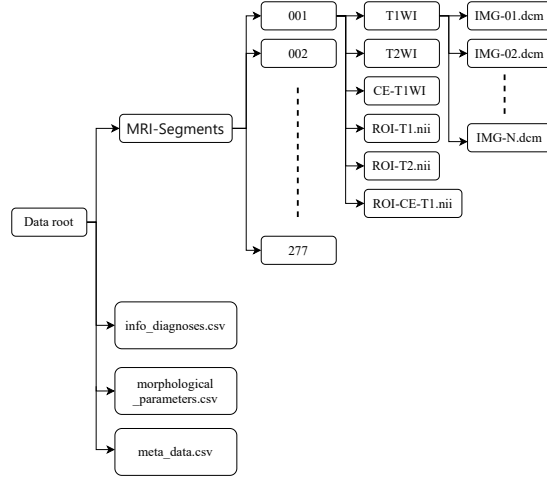 001
T1WI
IMG-01.dcm
002
T2WI
IMG-02.dcm
CE-T1WI
MRI-Segments
ROI-T1.nii
IMG-N.dcm
ROI-T2.nii
ROI-CE-T1.nii
Data root
277
info_diagnoses.csv
morphological
_parameters.csv
meta_data.csv